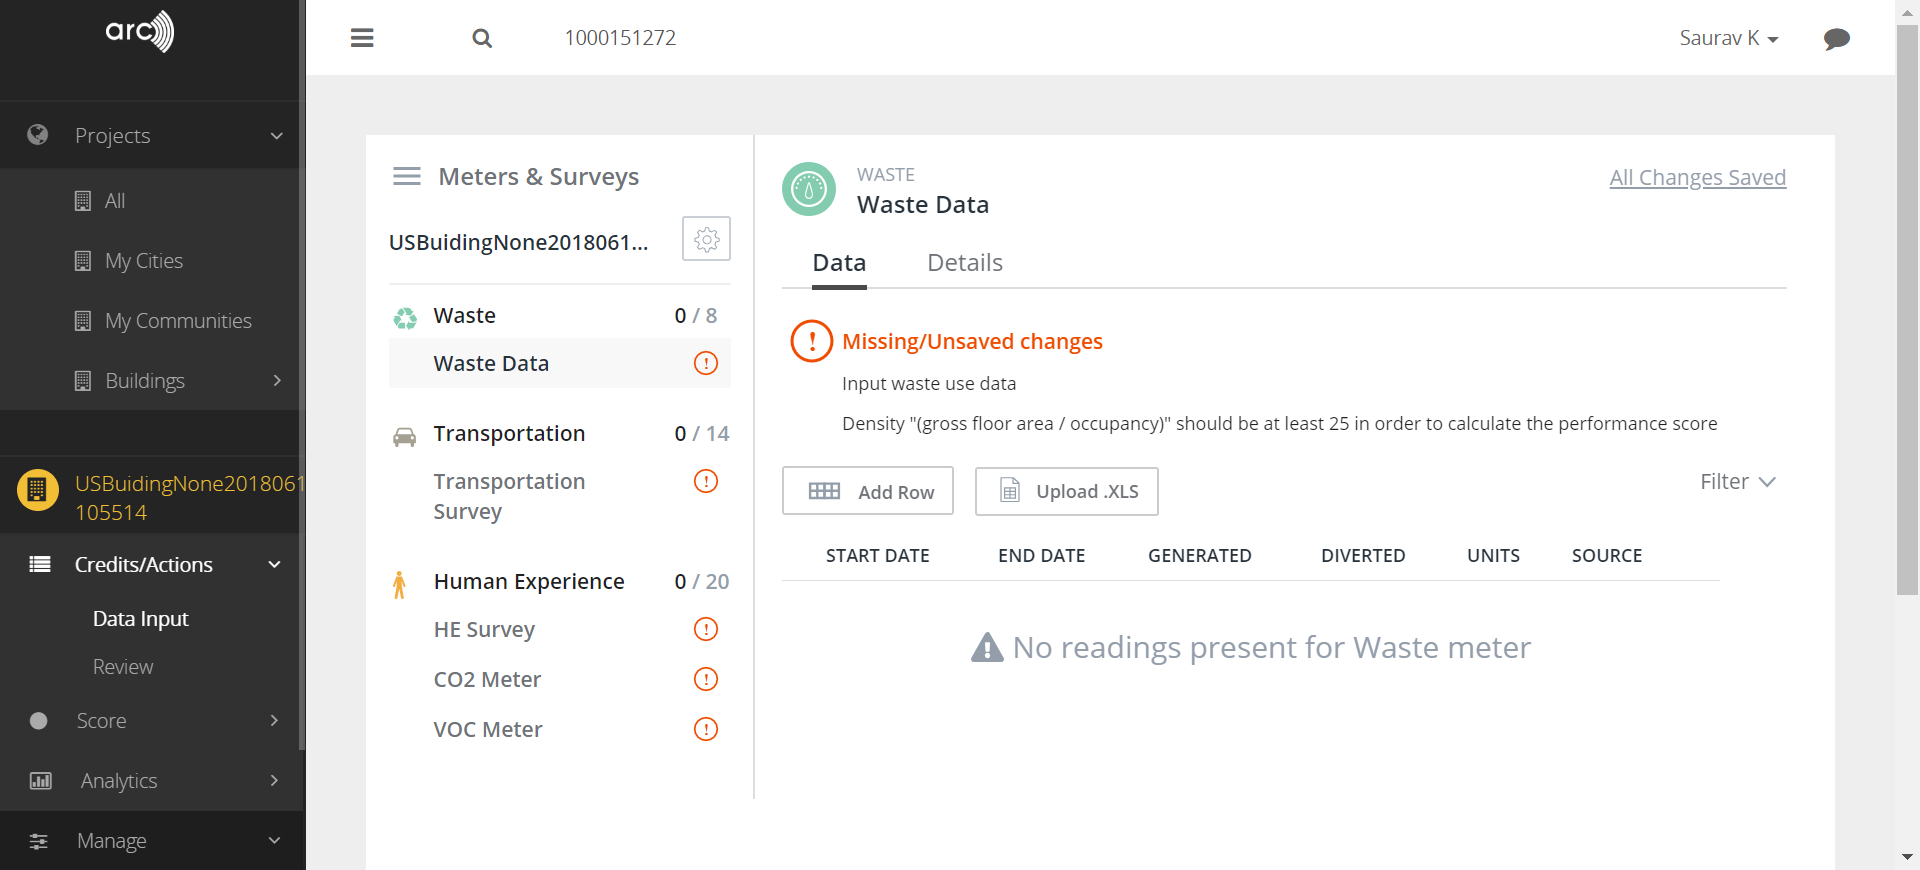 arc
1000151272
Saurav K
Projects
All
My Cities
My Communities
Buildings
USBuidingNone2018061
105514
Credits/Actions
Data Input
Review
Score
Analytics
Manage
Meters & Surveys
USBuidingNone2018061...
Waste 0 / 8
Waste Data
Transportation 0 / 14
Transportation
Survey
Human Experience 0 / 20
HE Survey
CO2 Meter
VOC Meter
WASTE
Waste Data
All Changes Saved
Data Details
Missing/Unsaved changes
Input waste use data
Density "(gross floor area / occupancy)" should be at least 25 in order to calculate the performance score
Add Row Upload .XLS Filter
START DATE END DATE GENERATED DIVERTED UNITS SOURCE
No readings present for Waste meter